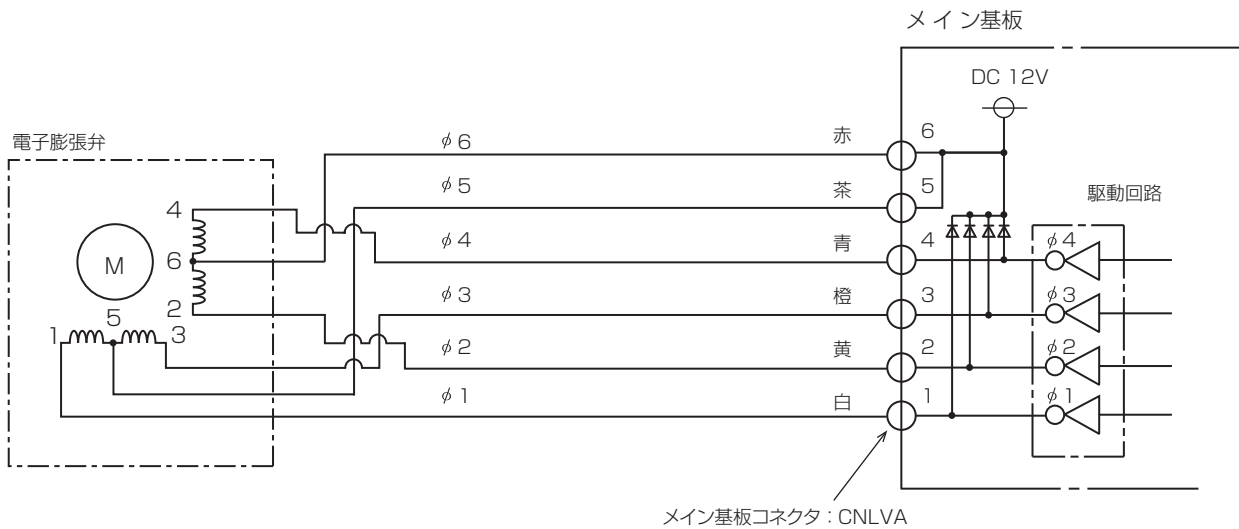 メイン基板
DC 12V
電子膨張弁
φ6
赤
6
φ5
茶
5
駆動回路
4
φ4
青
4
φ4
6
M
φ3
橙
3
φ3
2
5
1
3
φ2
黄
2
φ2
φ1
白
1
φ1
メイン基板コネクタ：CNLVA